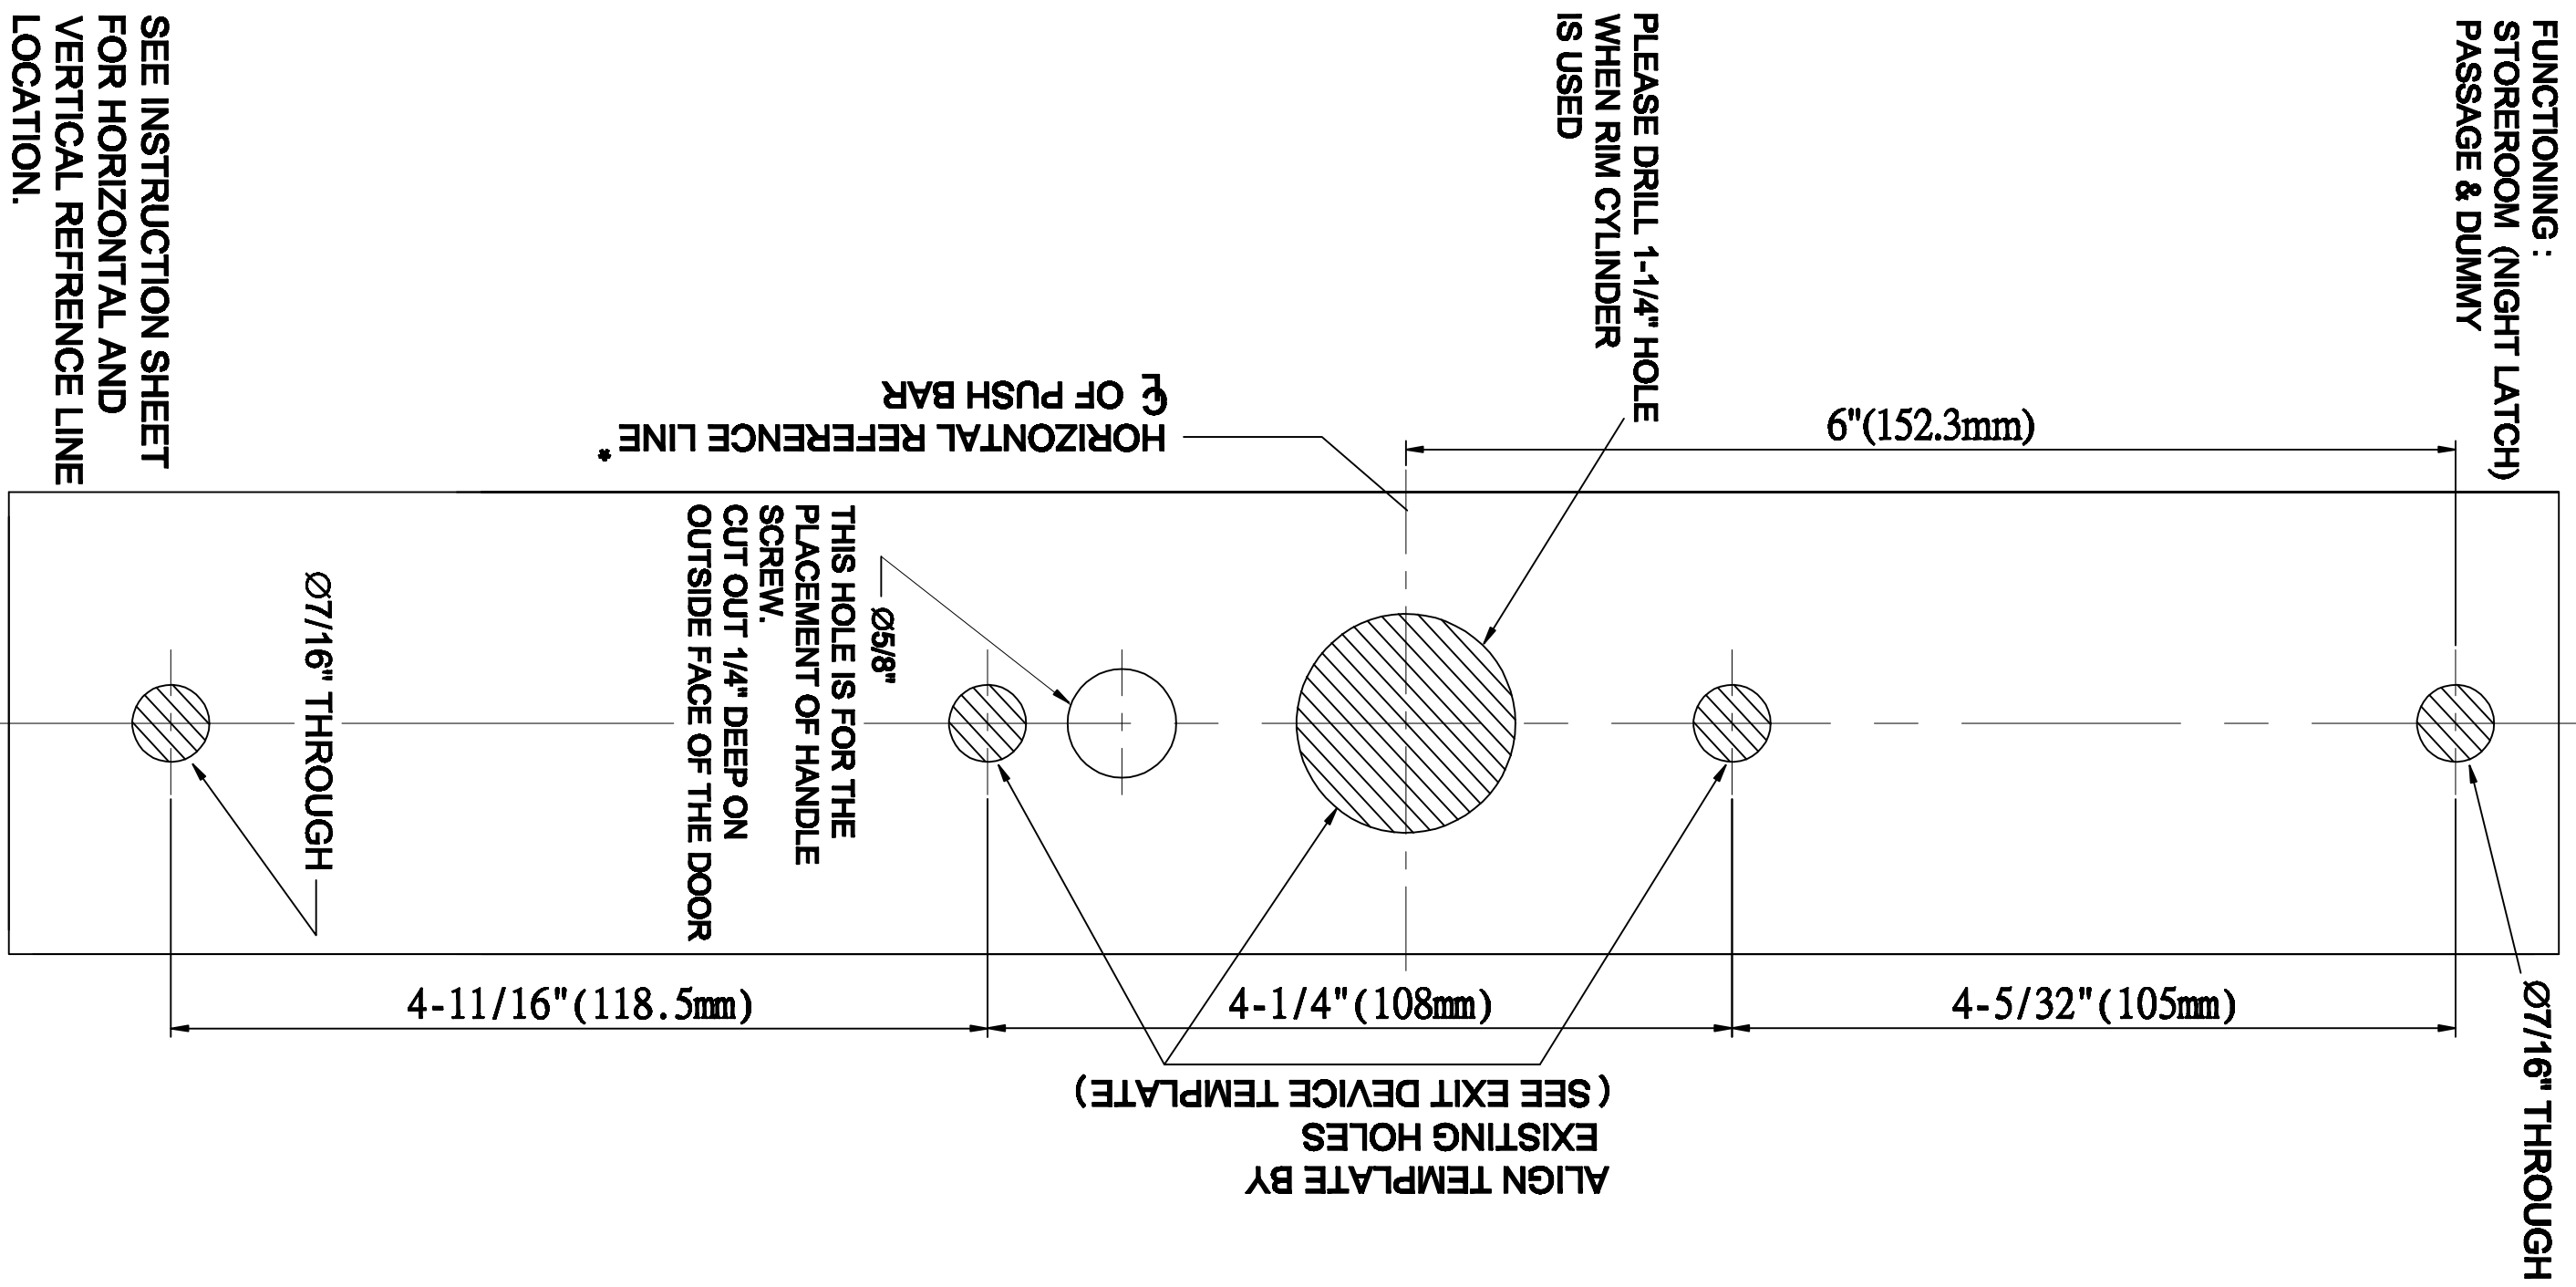 FUNCTIONING :
STOREROOM (NIGHT LATCH)
PASSAGE & DUMMY
PLEASE DRILL 1-1/4" HOLE
WHEN RIM CYLINDER
IS USED
6"(152.3mm)
HORIZONTAL REFERENCE LINE *
℄ OF PUSH BAR
SEE INSTRUCTION SHEET
FOR HORIZONTAL AND
VERTICAL REFRENCE LINE
LOCATION.
Ø5/8"
THIS HOLE IS FOR THE
PLACEMENT OF HANDLE
SCREW.
CUT OUT 1/4" DEEP ON
OUTSIDE FACE OF THE DOOR
Ø7/16" THROUGH
4-11/16"(118.5mm)
4-1/4"(108mm)
4-5/32"(105mm)
Ø7/16" THROUGH
ALIGN TEMPLATE BY
EXISTING HOLES
( SEE EXIT DEVICE TEMPLATE)